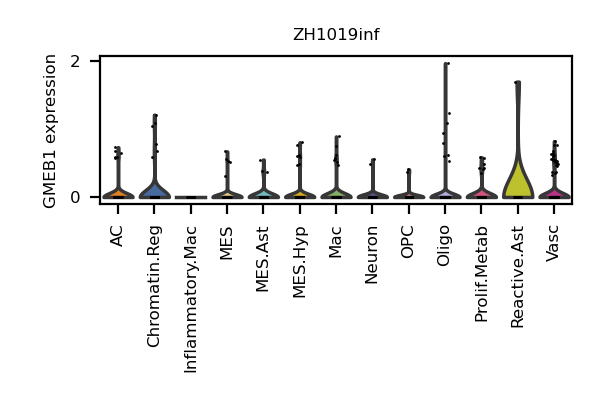 ZH1019inf
GMEB1 expression
2
0
AC
Chromatin.Reg
Inflammatory.Mac
MES
MES.Ast
MES.Hyp
Mac
Neuron
OPC
Oligo
Prolif.Metab
Reactive.Ast
Vasc